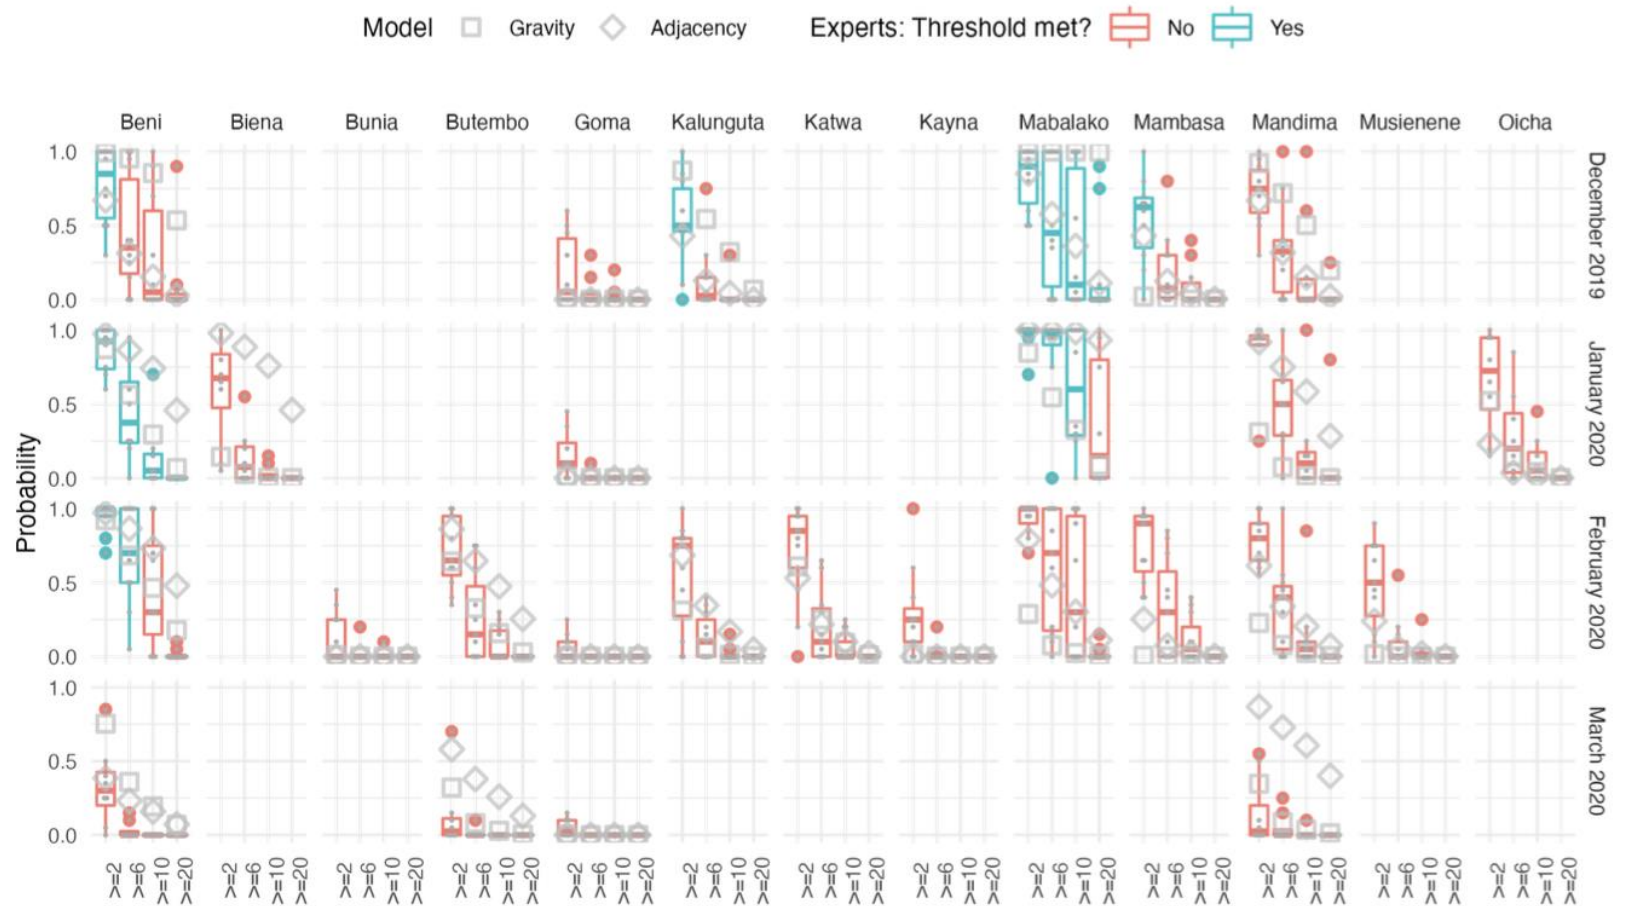 Model Gravity Adjacency Experts: Threshold met? No Yes
Beni Biena Bunia Butembo Goma Kalunguta Katwa Kayna Mabalako Mambasa Mandima Musienene Oicha
Probability
1.0
0.5
0.0
December 2019
1.0
0.5
0.0
January 2020
1.0
0.5
0.0
February 2020
1.0
0.5
0.0
March 2020
>=2 >=6 >=10 >=20 >=2 >=6 >=10 >=20 >=2 >=6 >=10 >=20 >=2 >=6 >=10 >=20 >=2 >=6 >=10 >=20 >=2 >=6 >=10 >=20 >=2 >=6 >=10 >=20 >=2 >=6 >=10 >=20 >=2 >=6 >=10 >=20 >=2 >=6 >=10 >=20 >=2 >=6 >=10 >=20 >=2 >=6 >=10 >=20 >=2 >=6 >=10 >=20